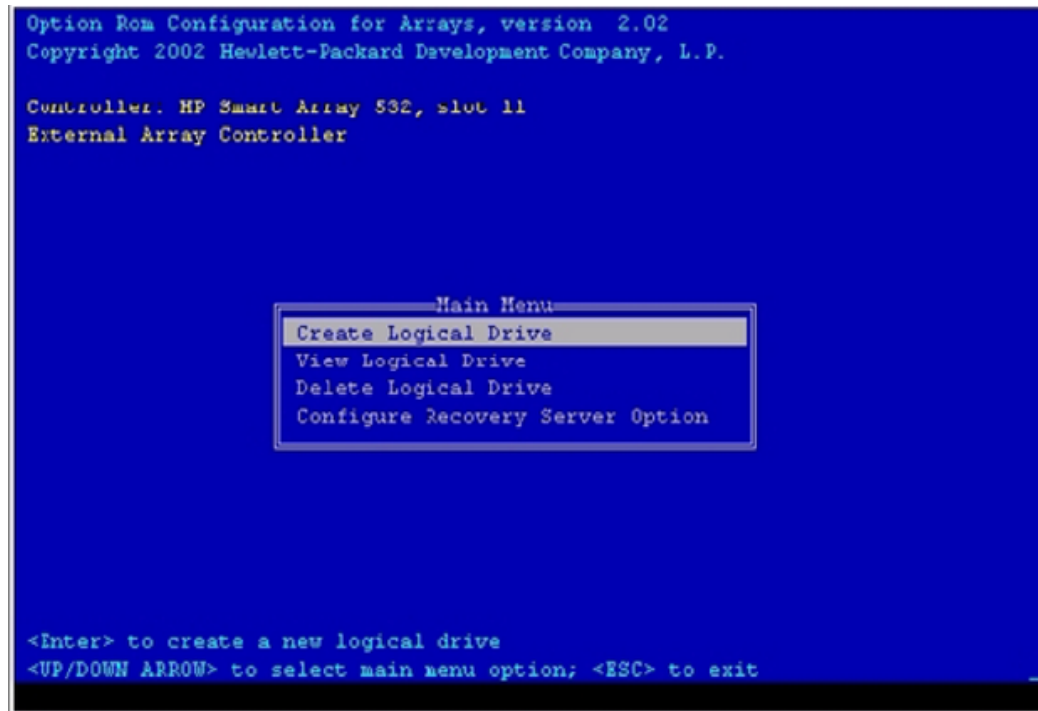 Option Rom Configuration for Arrays, version 2.02
Copyright 2002 Hewlett-Packard Development Company, L.P.
Controller: HP Smart Array 532, slot 11
External Array Controller
Main Menu
Create Logical Drive
View Logical Drive
Delete Logical Drive
Configure Recovery Server Option
<Enter> to create a new logical drive
<UP/DOWN ARROW> to select main menu option; <ESC> to exit